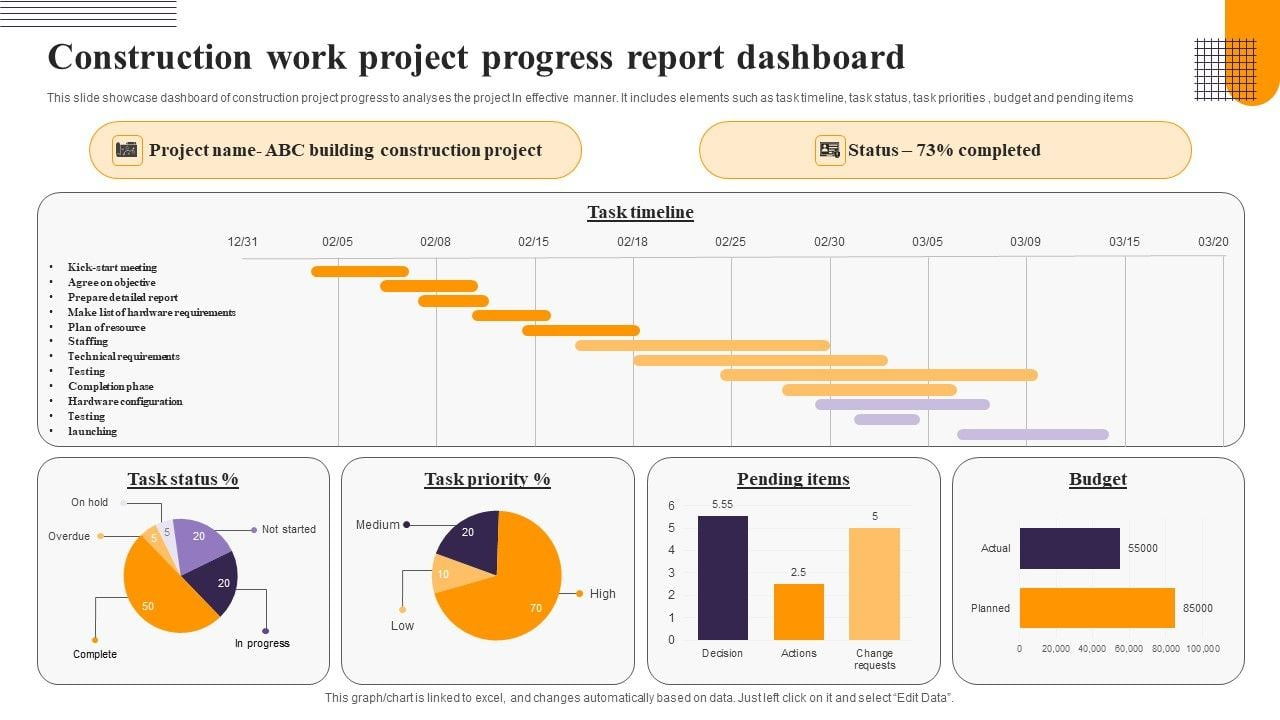 Construction work project progress report dashboard
This slide showcase dashboard of construction project progress to analyses the project In effective manner. It includes elements such as task timeline, task status, task priorities , budget and pending items
Project name- ABC building construction project
Status – 73% completed
Task timeline
12/31 02/05 02/08 02/15 02/18 02/25 02/30 03/05 03/09 03/15 03/20
• Kick-start meeting
• Agree on objective
• Prepare detailed report
• Make list of hardware requirements
• Plan of resource
• Staffing
• Technical requirements
• Testing
• Completion phase
• Hardware configuration
• Testing
• launching
Task status %
On hold
Overdue
Not started
5
5
20
20
50
In progress
Complete
Task priority %
Medium
20
10
70
High
Low
Pending items
6
5
4
3
2
1
0
5.55
2.5
5
Decision
Actions
Change
requests
Budget
Actual
55000
Planned
85000
0 20,000 40,000 60,000 80,000 100,000
This graph/chart is linked to excel, and changes automatically based on data. Just left click on it and select “Edit Data”.